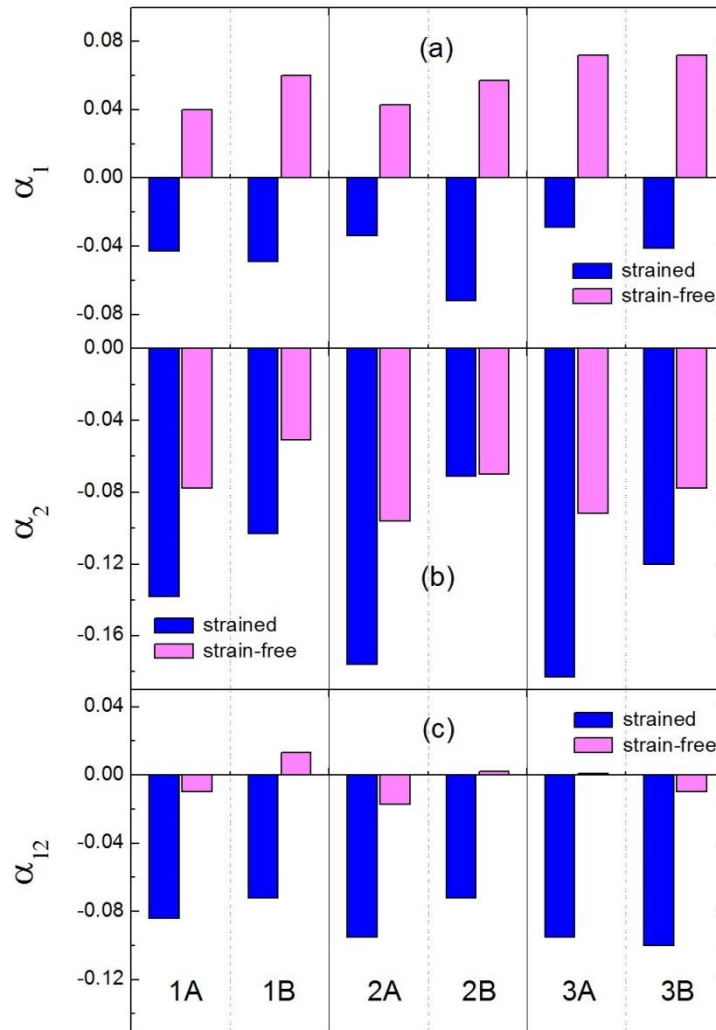 0.08
(a)
0.04
0.00
α1
-0.04
strained
strain-free
-0.08
0.00
-0.04
-0.08
α2
-0.12
(b)
strained
-0.16
strain-free
0.04
(c)
strained
strain-free
0.00
-0.04
α12
-0.08
-0.12
1A 1B 2A 2B 3A 3B